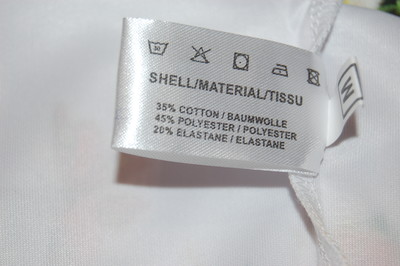 SHELL/MATERIAL/TISSU
35% COTTON / BAUMWOLLE
45% POLYESTER / POLYESTER
20% ELASTANE / ELASTANE
M